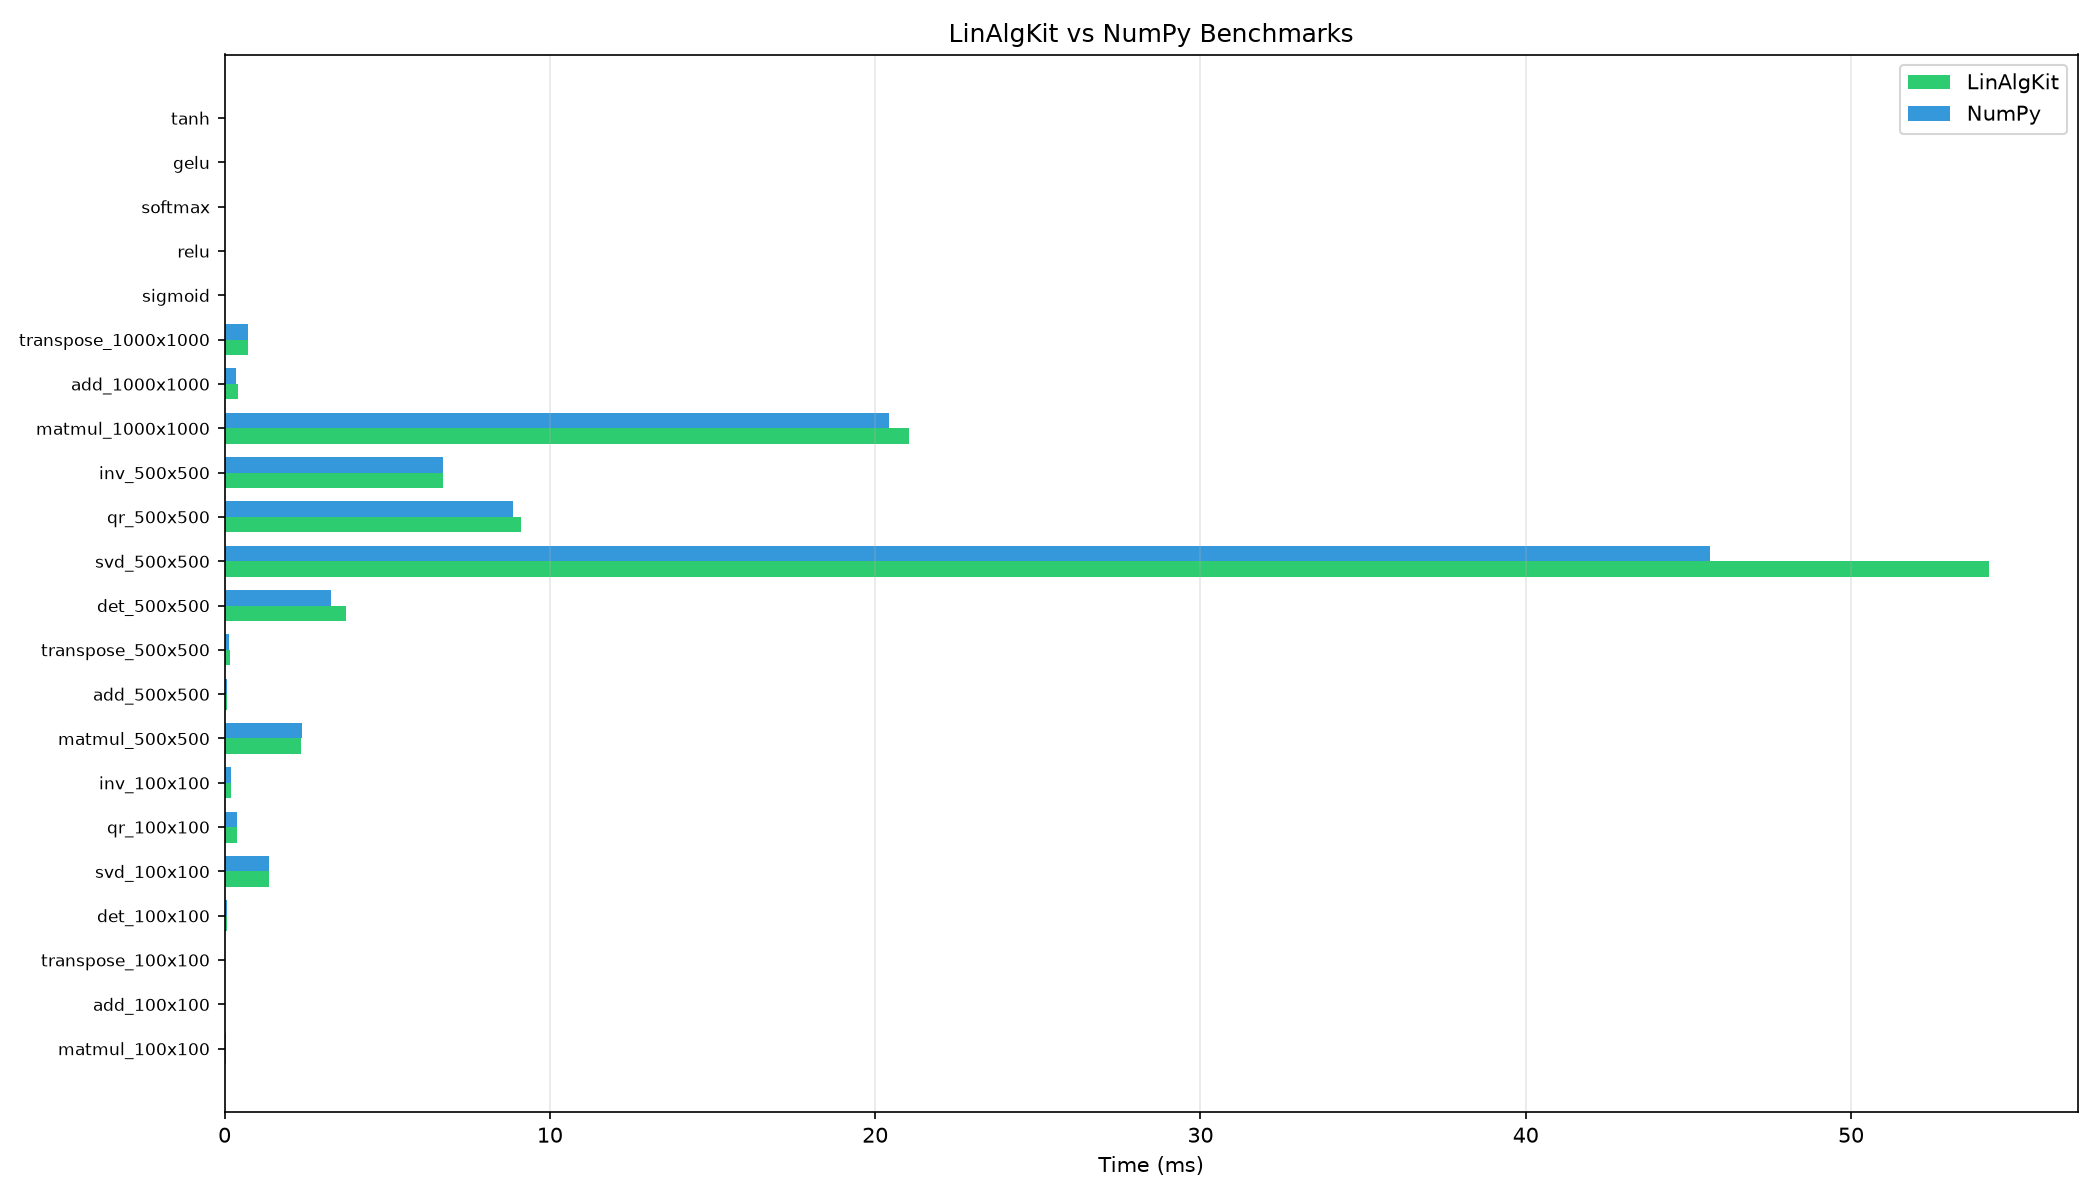 LinAlgKit vs NumPy Benchmarks
LinAlgKit
NumPy
tanh
gelu
softmax
relu
sigmoid
transpose_1000x1000
add_1000x1000
matmul_1000x1000
inv_500x500
qr_500x500
svd_500x500
det_500x500
transpose_500x500
add_500x500
matmul_500x500
inv_100x100
qr_100x100
svd_100x100
det_100x100
transpose_100x100
add_100x100
matmul_100x100
0 10 20 30 40 50
Time (ms)